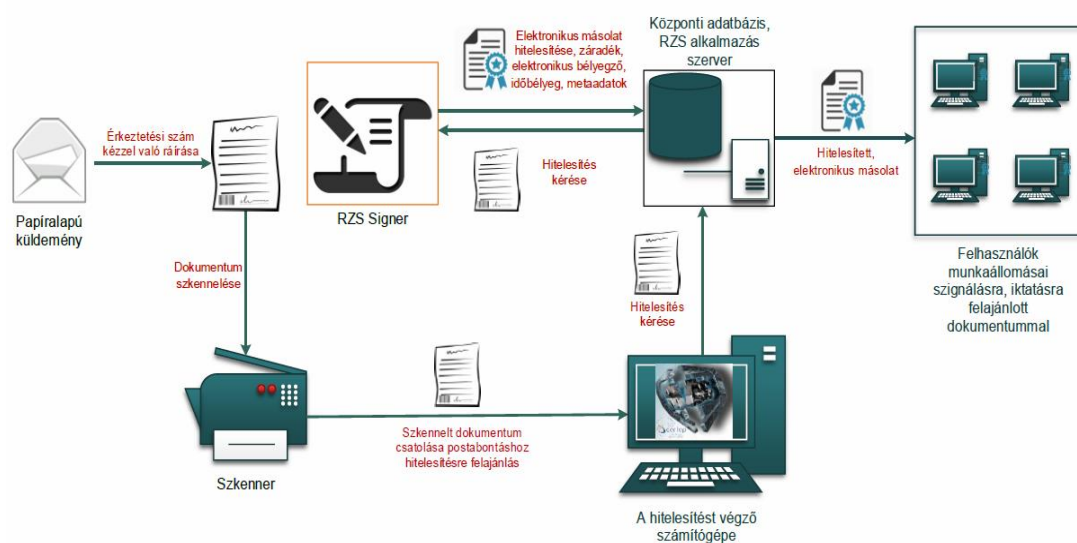 Papíralapú
küldemény
Érkeztetési szám
kézzel való ráírása
Dokumentum
szkennelése
Szkenner
Szkennelt dokumentum
csatolása postabontáshoz
hitelesítésre felajánlás
A hitelesítést végző
számítógépe
Hitelesítés
kérése
Központi adatbázis,
RZS alkalmazás
szerver
Hitelesítés
kérése
RZS Signer
Elektronikus másolat
hitelesítése, záradék,
elektronikus bélyegző,
időbélyeg, metaadatok
Hitelesített,
elektronikus másolat
Felhasználók
munkaállomásai
szignálásra, iktatásra
felajánlott
dokumentummal